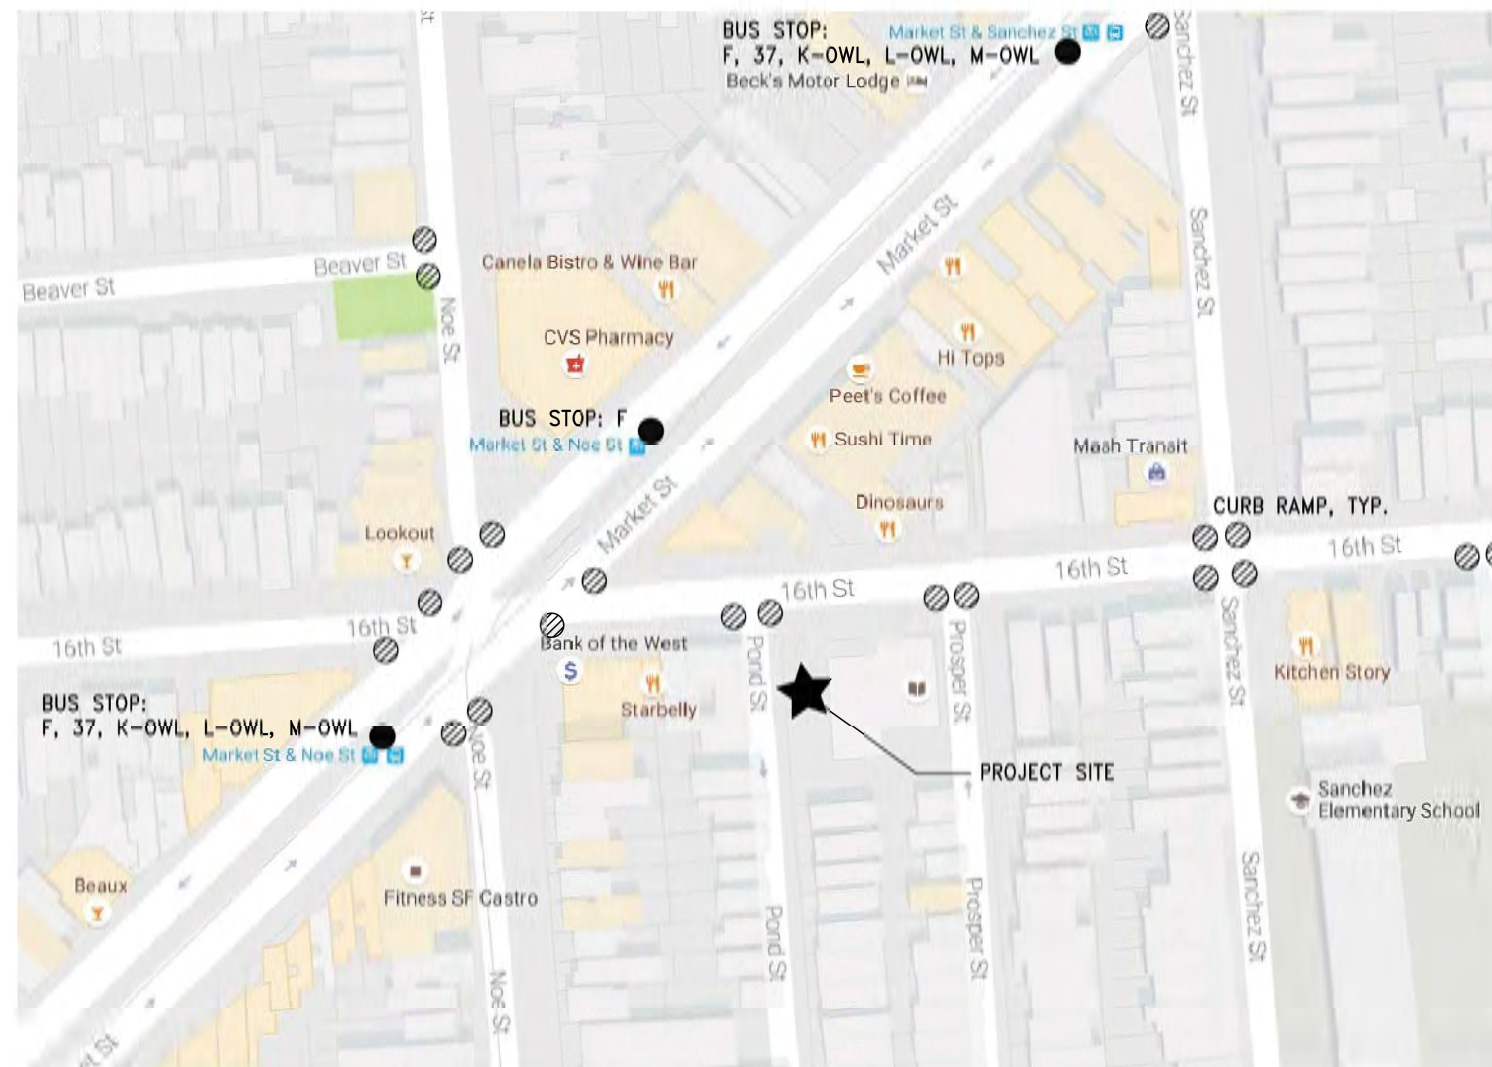 BUS STOP:
F, 37, K-OWL, L-OWL, M-OWL
Market St & Sanchez St
Beck's Motor Lodge
Sanchez St
Market St
Sanchez St
Beaver St
Beaver St
Noe St
Canela Bistro & Wine Bar
CVS Pharmacy
Hi Tops
Peet's Coffee
BUS STOP: F
Market St & Noe St
Sushi Time
Maah Transit
Market St
Dinosaurs
CURB RAMP, TYP.
Lookout
16th St
16th St
16th St
16th St
16th St
Bank of the West
Pond St
Prosper St
Sanchez St
Kitchen Story
Starbelly
BUS STOP:
F, 37, K-OWL, L-OWL, M-OWL
Market St & Noe St
Noe St
PROJECT SITE
Sanchez
Elementary School
Beaux
Fitness SF Castro
Pond St
Prosper St
Sanchez St
Noe St
St